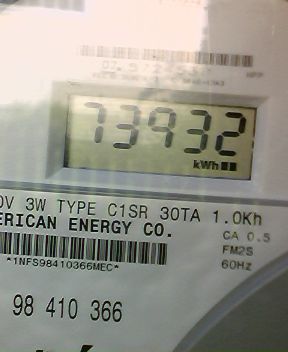 73932
kWh
0V 3W TYPE C1SR 30TA 1.0Kh
ERICAN ENERGY CO.
CA 0.5
*1NFS98410366MEC*
FM2S
60Hz
98 410 366